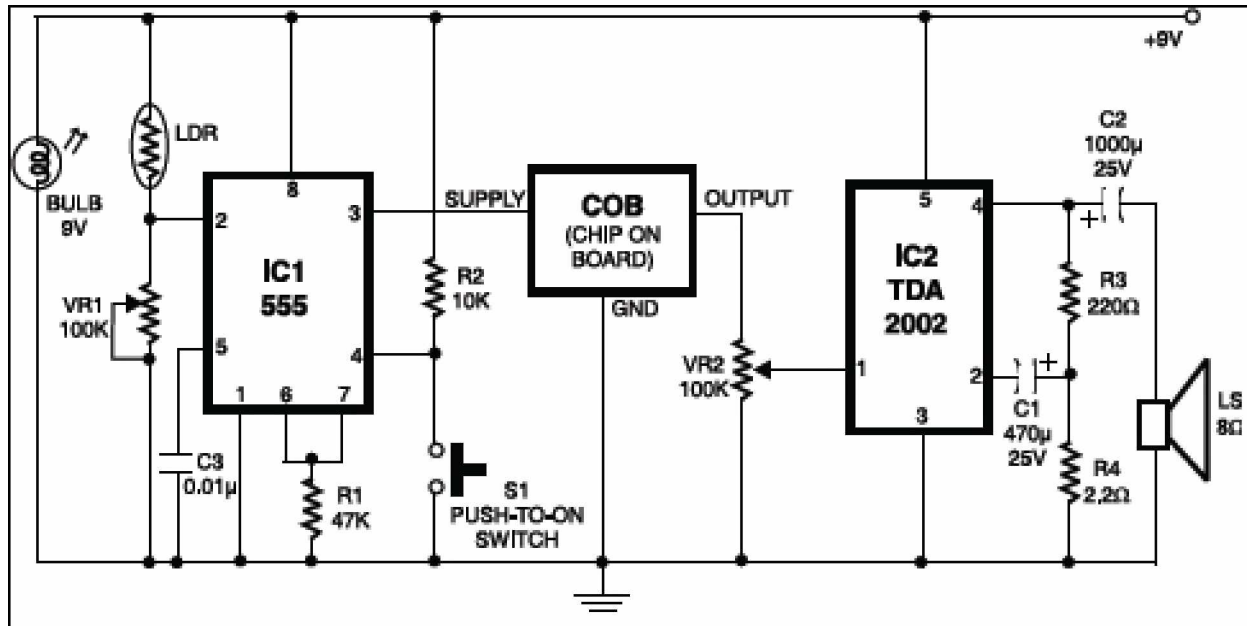 +9V
LDR
BULB
9V
VR1
100K
C3
0.01µ
8
2
3
IC1
555
5
4
1
6
7
R1
47K
R2
10K
S1
PUSH-TO-ON
SWITCH
SUPPLY
COB
(CHIP ON
BOARD)
OUTPUT
GND
VR2
100K
5
4
IC2
TDA
2002
1
2
3
C2
1000µ
25V
+
R3
220Ω
+
C1
470µ
25V
R4
2.2Ω
LS
8Ω